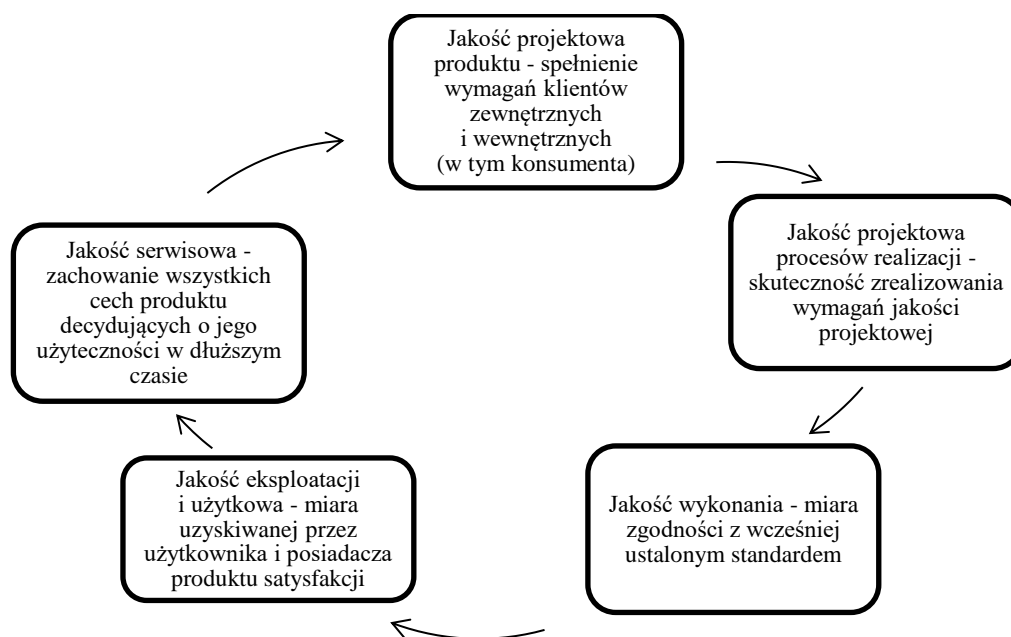 Jakość projektowa
produktu - spełnienie
wymagań klientów
zewnętrznych
i wewnętrznych
(w tym konsumenta)
Jakość projektowa
procesów realizacji -
skuteczność zrealizowania
wymagań jakości
projektowej
Jakość wykonania - miara
zgodności z wcześniej
ustalonym standardem
Jakość eksploatacji
i użytkowa - miara
uzyskiwanej przez
użytkownika i posiadacza
produktu satysfakcji
Jakość serwisowa -
zachowanie wszystkich
cech produktu
decydujących o jego
użyteczności w dłuższym
czasie